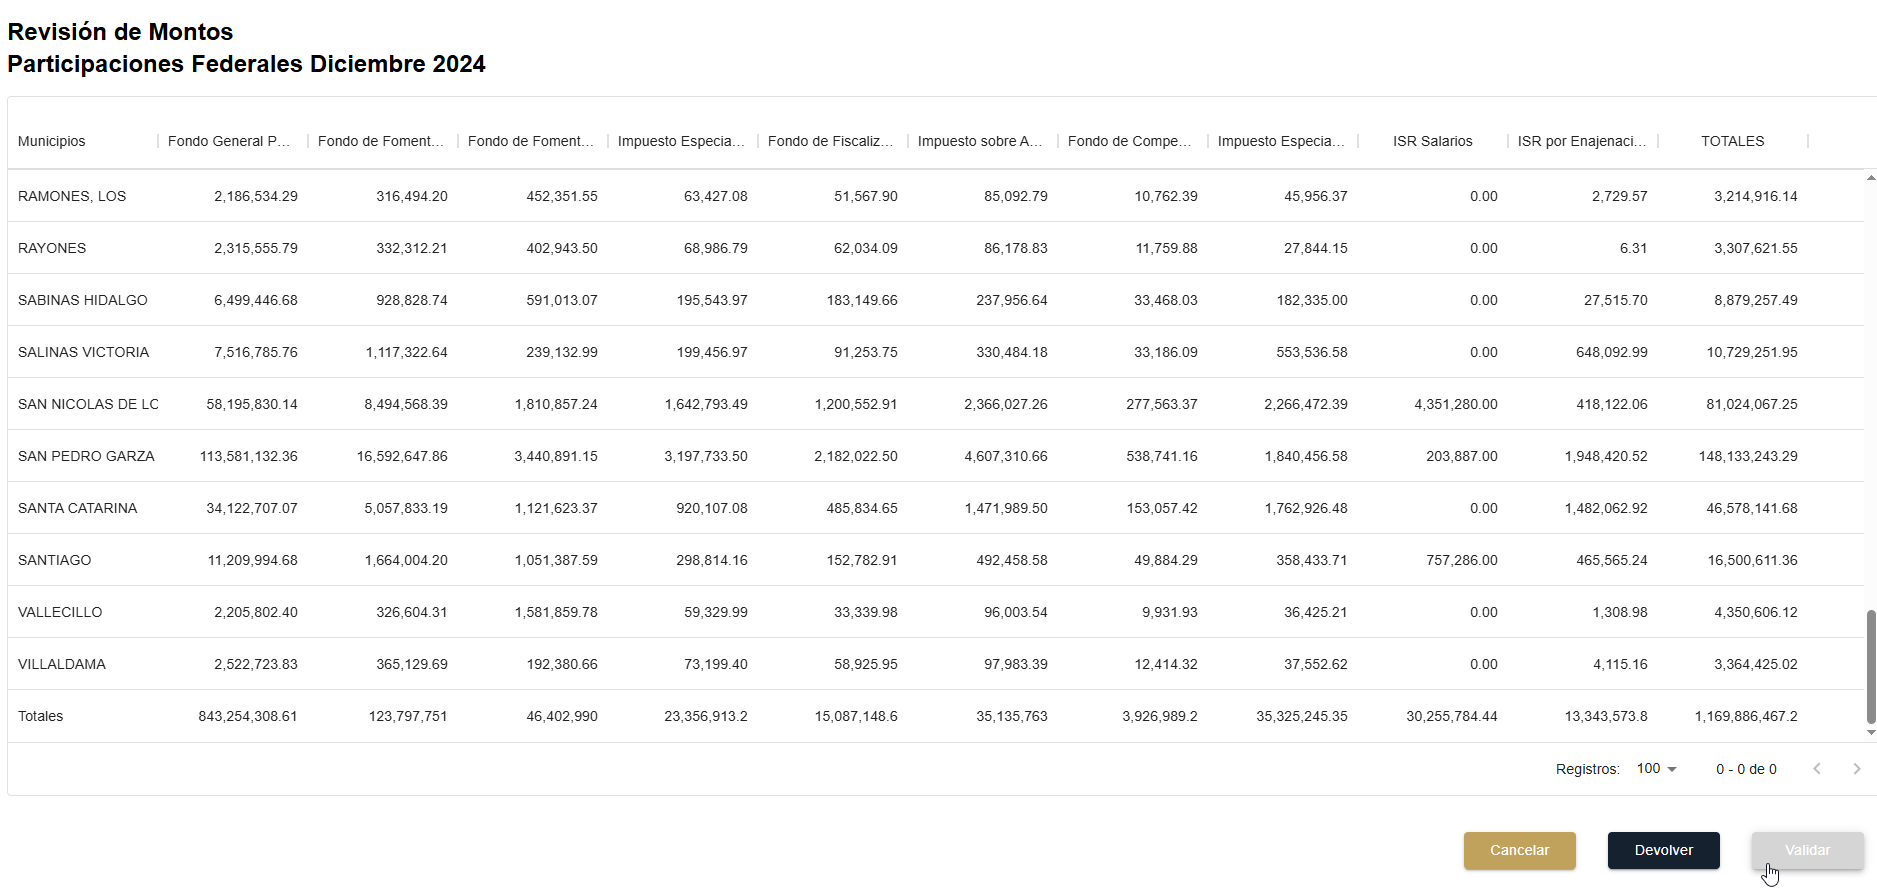 Revisión de Montos
Participaciones Federales Diciembre 2024
Municipios Fondo General P... Fondo de Foment... Fondo de Foment... Impuesto Especia... Fondo de Fiscaliz... Impuesto sobre A... Fondo de Compe... Impuesto Especia... ISR Salarios ISR por Enajenaci... TOTALES
RAMONES, LOS 2,186,534.29 316,494.20 452,351.55 63,427.08 51,567.90 85,092.79 10,762.39 45,956.37 0.00 2,729.57 3,214,916.14
RAYONES 2,315,555.79 332,312.21 402,943.50 68,986.79 62,034.09 86,178.83 11,759.88 27,844.15 0.00 6.31 3,307,621.55
SABINAS HIDALGO 6,499,446.68 928,828.74 591,013.07 195,543.97 183,149.66 237,956.64 33,468.03 182,335.00 0.00 27,515.70 8,879,257.49
SALINAS VICTORIA 7,516,785.76 1,117,322.64 239,132.99 199,456.97 91,253.75 330,484.18 33,186.09 553,536.58 0.00 648,092.99 10,729,251.95
SAN NICOLAS DE LO 58,195,830.14 8,494,568.39 1,810,857.24 1,642,793.49 1,200,552.91 2,366,027.26 277,563.37 2,266,472.39 4,351,280.00 418,122.06 81,024,067.25
SAN PEDRO GARZA 113,581,132.36 16,592,647.86 3,440,891.15 3,197,733.50 2,182,022.50 4,607,310.66 538,741.16 1,840,456.58 203,887.00 1,948,420.52 148,133,243.29
SANTA CATARINA 34,122,707.07 5,057,833.19 1,121,623.37 920,107.08 485,834.65 1,471,989.50 153,057.42 1,762,926.48 0.00 1,482,062.92 46,578,141.68
SANTIAGO 11,209,994.68 1,664,004.20 1,051,387.59 298,814.16 152,782.91 492,458.58 49,884.29 358,433.71 757,286.00 465,565.24 16,500,611.36
VALLECILLO 2,205,802.40 326,604.31 1,581,859.78 59,329.99 33,339.98 96,003.54 9,931.93 36,425.21 0.00 1,308.98 4,350,606.12
VILLALDAMA 2,522,723.83 365,129.69 192,380.66 73,199.40 58,925.95 97,983.39 12,414.32 37,552.62 0.00 4,115.16 3,364,425.02
Totales 843,254,308.61 123,797,751 46,402,990 23,356,913.2 15,087,148.6 35,135,763 3,926,989.2 35,325,245.35 30,255,784.44 13,343,573.8 1,169,886,467.2
Registros: 100 0 - 0 de 0
Cancelar Devolver Validar